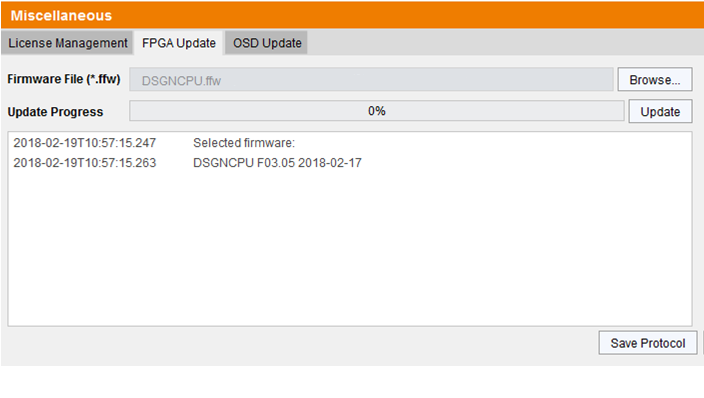 Miscellaneous
License Management FPGA Update OSD Update
Firmware File (*.ffw) DSGNCPU.ffw Browse...
Update Progress 0% Update
2018-02-19T10:57:15.247 Selected firmware:
2018-02-19T10:57:15.263 DSGNCPU F03.05 2018-02-17
Save Protocol